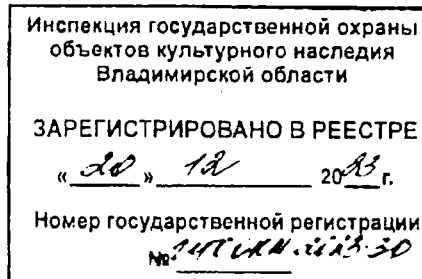 Инспекция государственной охраны
объектов культурного наследия
Владимирской области
ЗАРЕГИСТРИРОВАНО В РЕЕСТРЕ
« 20 » 12 2023 г.
Номер государственной регистрации
№